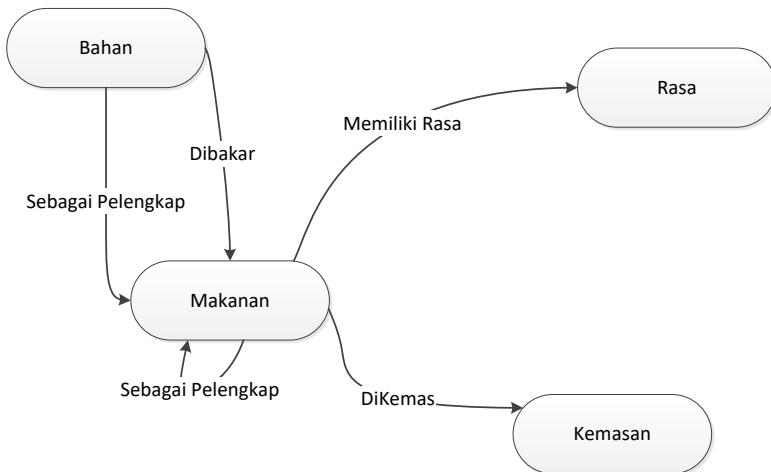 Bahan
Rasa
Memiliki Rasa
Dibakar
Sebagai Pelengkap
Makanan
Sebagai Pelengkap
DiKemas
Kemasan